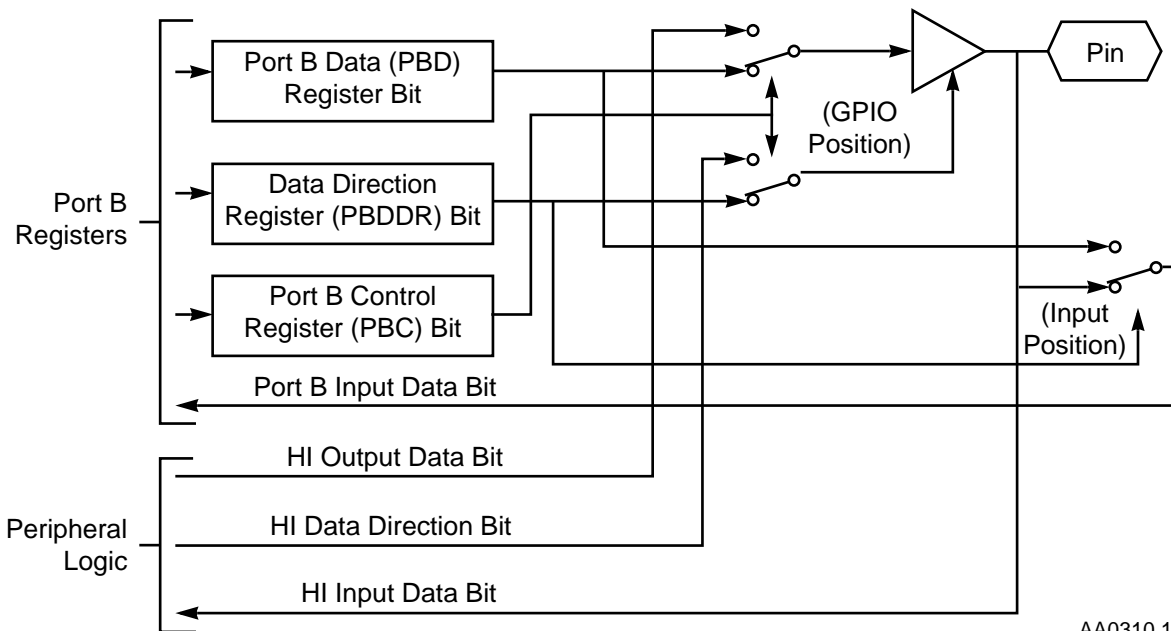 Port B Data (PBD)
Register Bit
Pin
(GPIO
Position)
Port B
Registers
Data Direction
Register (PBDDR) Bit
Port B Control
Register (PBC) Bit
(Input
Position)
Port B Input Data Bit
HI Output Data Bit
Peripheral
Logic
HI Data Direction Bit
HI Input Data Bit
AA0310.1